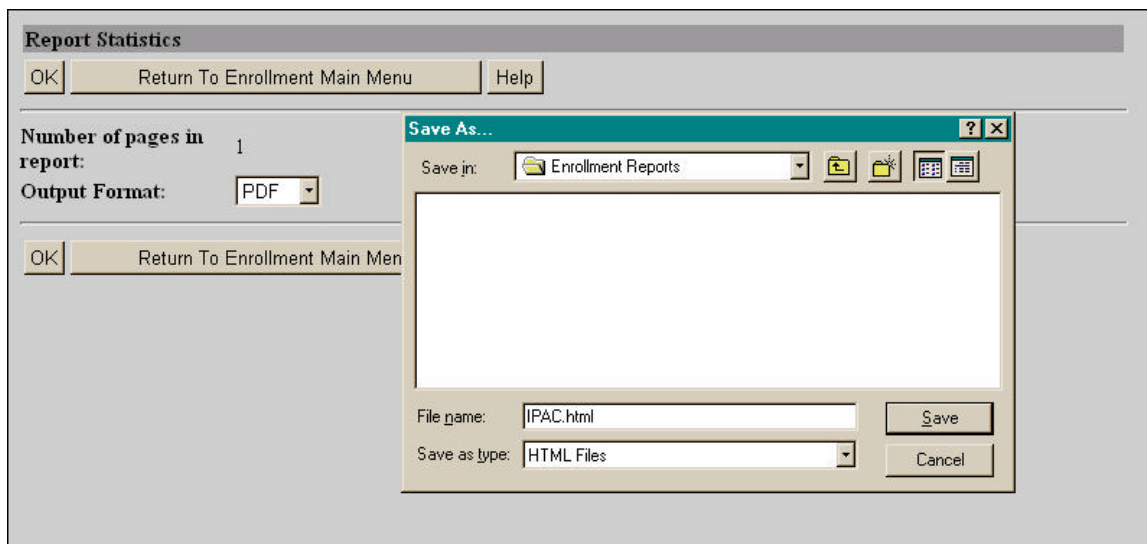 Report Statistics
OK Return To Enrollment Main Menu Help
Number of pages in report: 1
Output Format: PDF
OK Return To Enrollment Main Men
Save As...
Save in: Enrollment Reports
File name: IPAC.html Save
Save as type: HTML Files Cancel